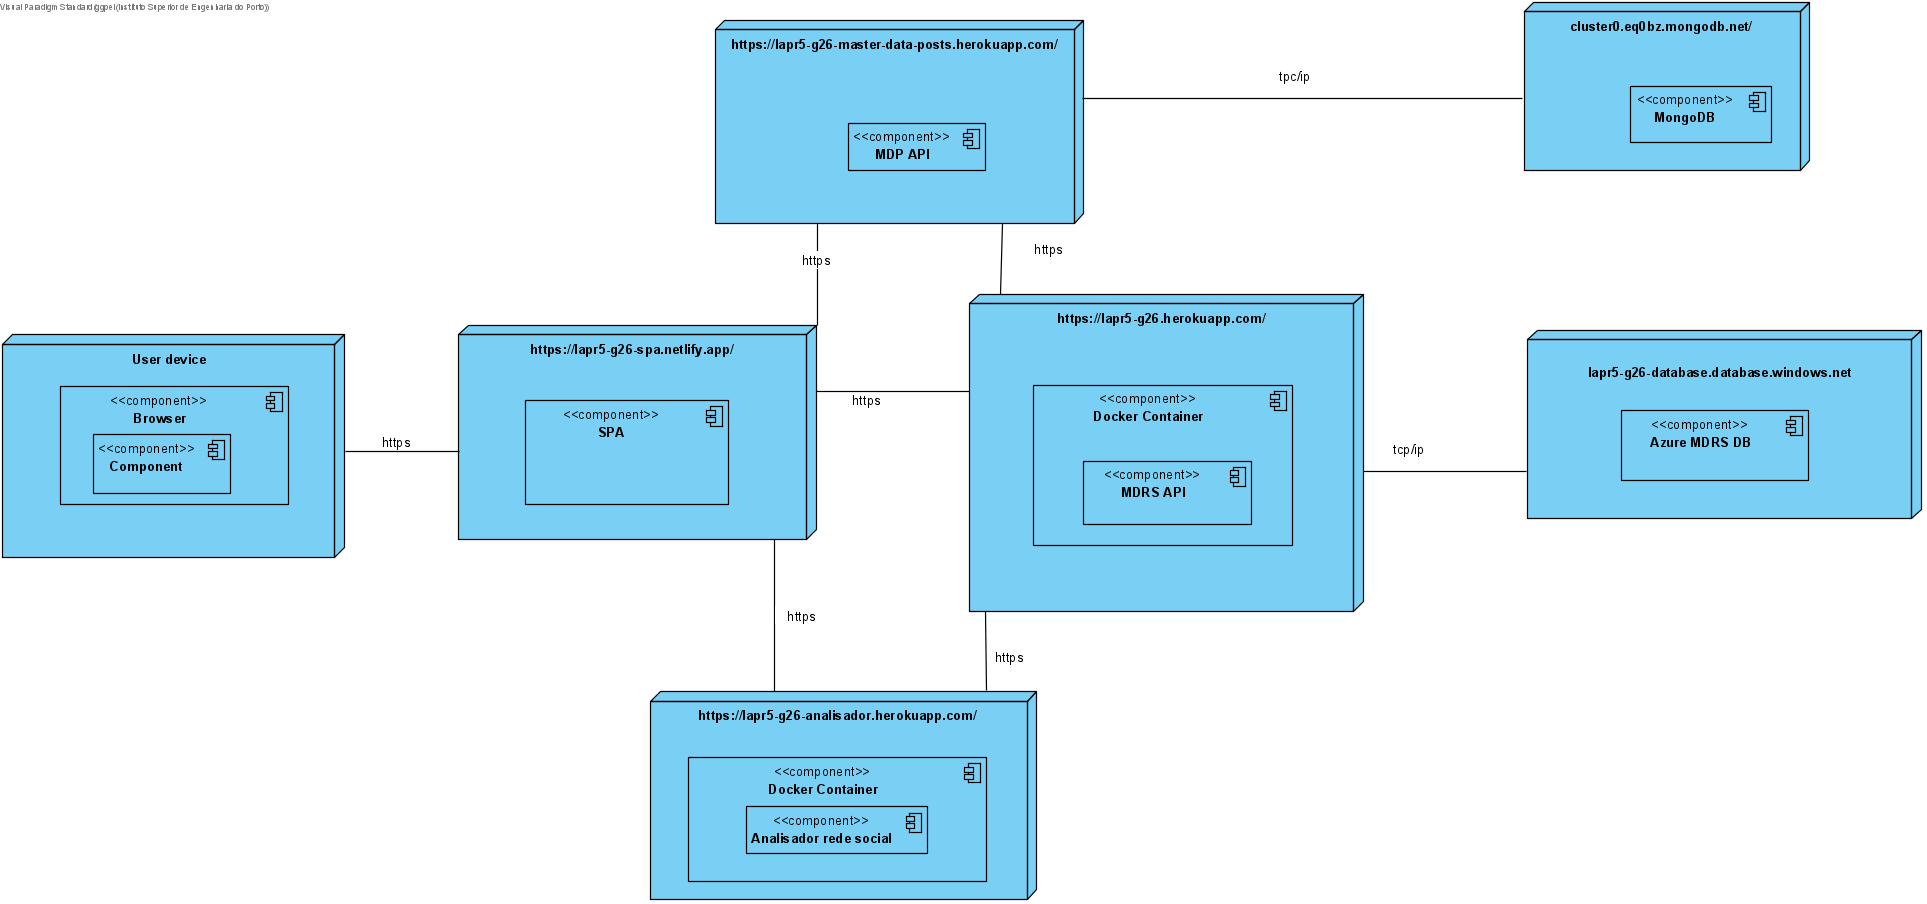 Visual Paradigm Standard(ggpel(Instituto Superior de Engenharia do Porto))
https://lapr5-g26-master-data-posts.herokuapp.com/
<<component>>
MDP API
tpc/ip
cluster0.eq0bz.mongodb.net/
<<component>>
MongoDB
https
https
User device
<<component>>
Browser
<<component>>
Component
https
https://lapr5-g26-spa.netlify.app/
<<component>>
SPA
https
https://lapr5-g26.herokuapp.com/
<<component>>
Docker Container
<<component>>
MDRS API
tcp/ip
lapr5-g26-database.database.windows.net
<<component>>
Azure MDRS DB
https
https
https://lapr5-g26-analisador.herokuapp.com/
<<component>>
Docker Container
<<component>>
Analisador rede social